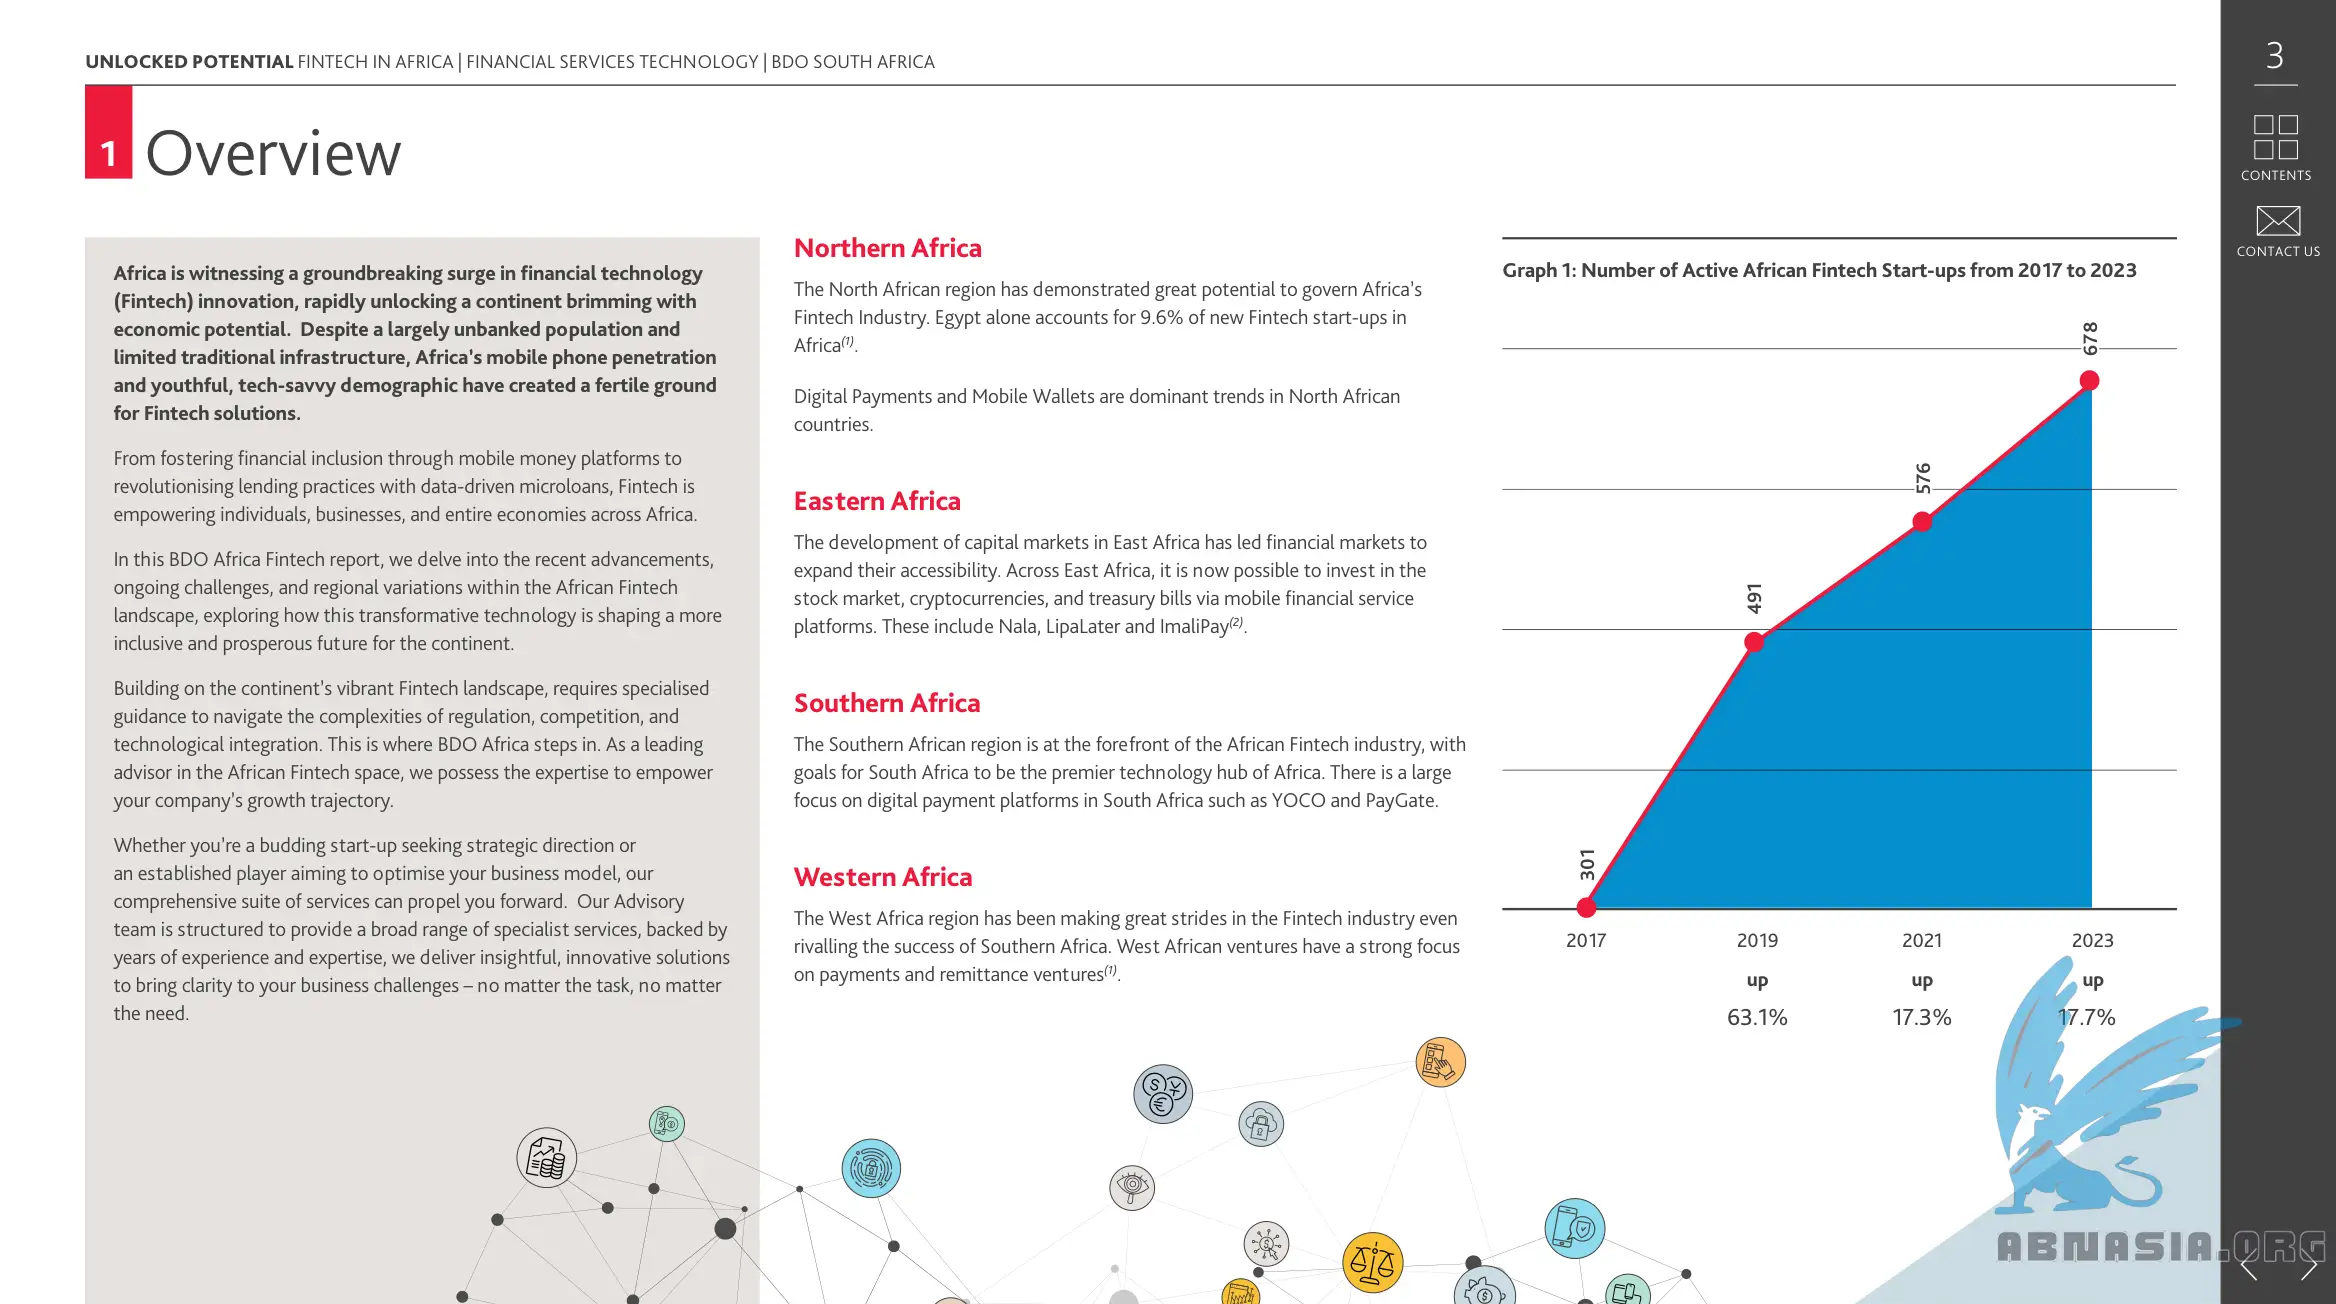 UNLOCKED POTENTIAL FINTECH IN AFRICA | FINANCIAL SERVICES TECHNOLOGY | BDO SOUTH AFRICA
3
CONTENTS
CONTACT US
1 Overview
Africa is witnessing a groundbreaking surge in financial technology
(Fintech) innovation, rapidly unlocking a continent brimming with
economic potential. Despite a largely unbanked population and
limited traditional infrastructure, Africa's mobile phone penetration
and youthful, tech-savvy demographic have created a fertile ground
for Fintech solutions.
From fostering financial inclusion through mobile money platforms to
revolutionising lending practices with data-driven microloans, Fintech is
empowering individuals, businesses, and entire economies across Africa.
In this BDO Africa Fintech report, we delve into the recent advancements,
ongoing challenges, and regional variations within the African Fintech
landscape, exploring how this transformative technology is shaping a more
inclusive and prosperous future for the continent.
Building on the continent's vibrant Fintech landscape, requires specialised
guidance to navigate the complexities of regulation, competition, and
technological integration. This is where BDO Africa steps in. As a leading
advisor in the African Fintech space, we possess the expertise to empower
your company's growth trajectory.
Whether you're a budding start-up seeking strategic direction or
an established player aiming to optimise your business model, our
comprehensive suite of services can propel you forward. Our Advisory
team is structured to provide a broad range of specialist services, backed by
years of experience and expertise, we deliver insightful, innovative solutions
to bring clarity to your business challenges – no matter the task, no matter
the need.
Northern Africa
The North African region has demonstrated great potential to govern Africa's
Fintech Industry. Egypt alone accounts for 9.6% of new Fintech start-ups in
Africa(1).
Digital Payments and Mobile Wallets are dominant trends in North African
countries.
Eastern Africa
The development of capital markets in East Africa has led financial markets to
expand their accessibility. Across East Africa, it is now possible to invest in the
stock market, cryptocurrencies, and treasury bills via mobile financial service
platforms. These include Nala, LipaLater and ImaliPay(2).
Southern Africa
The Southern African region is at the forefront of the African Fintech industry, with
goals for South Africa to be the premier technology hub of Africa. There is a large
focus on digital payment platforms in South Africa such as YOCO and PayGate.
Western Africa
The West Africa region has been making great strides in the Fintech industry even
rivalling the success of Southern Africa. West African ventures have a strong focus
on payments and remittance ventures(1).
Graph 1: Number of Active African Fintech Start-ups from 2017 to 2023
301
491
576
678
2017 2019 2021 2023
up up up
63.1% 17.3% 17.7%
ABNASIA.ORG